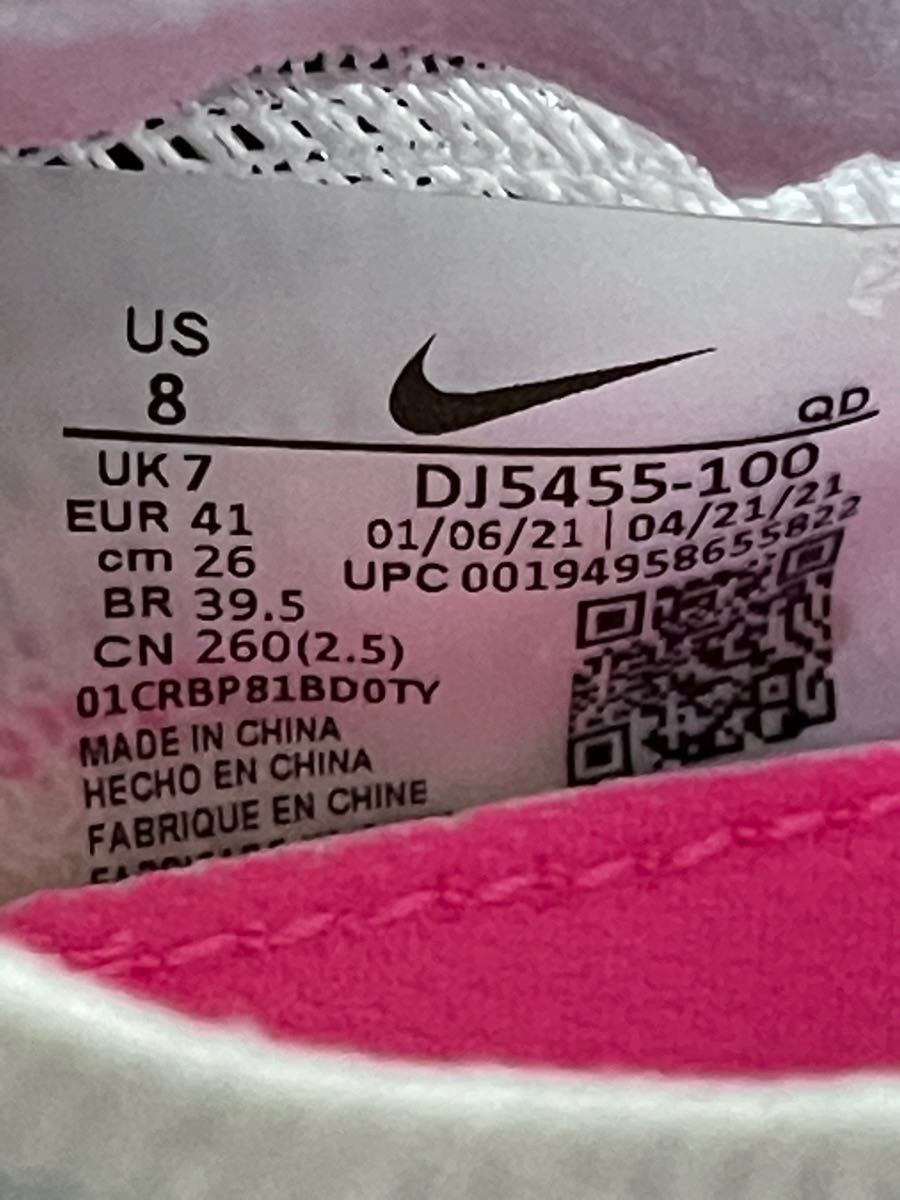 US
8
QD
UK 7
EUR 41
cm 26
BR 39.5
CN 260(2.5)
DJ5455-100
01/06/21 | 04/21/21
UPC 00194958655822
01CRBP81BD0TY
MADE IN CHINA
HECHO EN CHINA
FABRIQUE EN CHINE